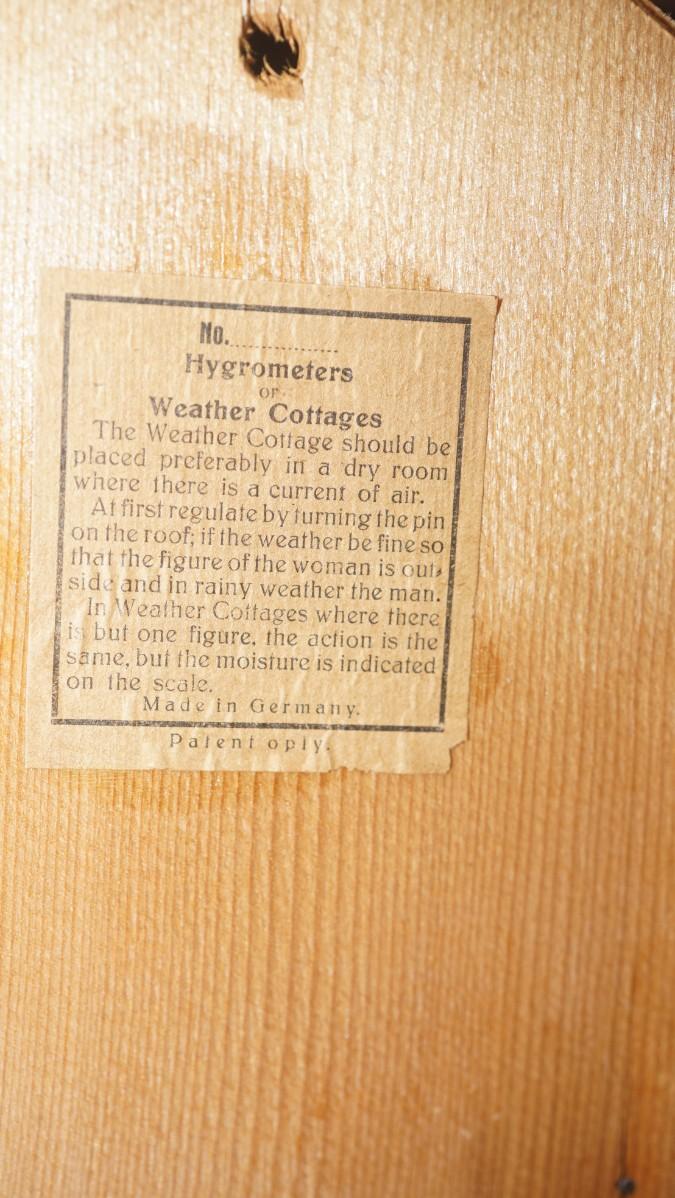 No..................
Hygrometers
or
Weather Cottages
The Weather Cottage should be
placed preferably in a dry room
where there is a current of air.
At first regulate by turning the pin
on the roof; if the weather be fine so
that the figure of the woman is out-
side and in rainy weather the man.
In Weather Cottages where there
is but one figure, the action is the
same, but the moisture is indicated
on the scale.
Made in Germany.
Patent oply.